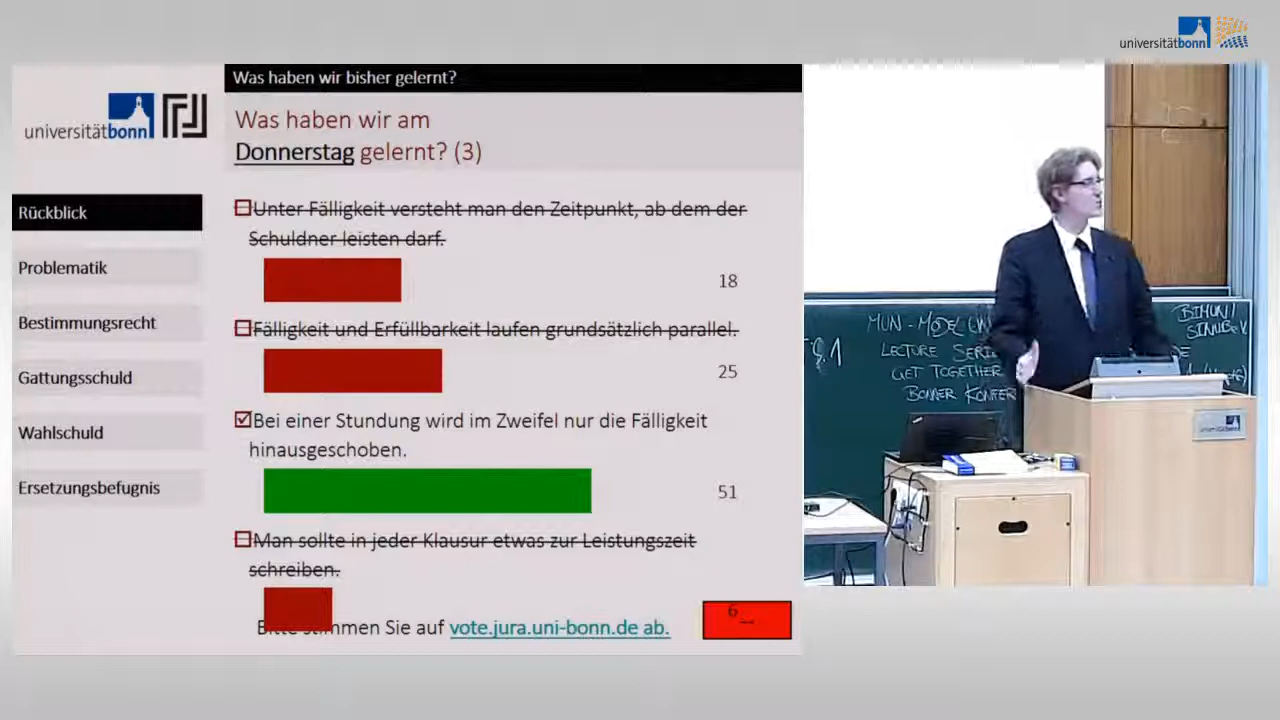 universitätbonn
Was haben wir bisher gelernt?
universitätbonn
Was haben wir am
Donnerstag gelernt? (3)
Rückblick
Problematik
Bestimmungsrecht
Gattungsschuld
Wahlschuld
Ersetzungsbefugnis
Unter Fälligkeit versteht man den Zeitpunkt, ab dem der
Schuldner leisten darf.
18
Fälligkeit und Erfüllbarkeit laufen grundsätzlich parallel.
25
Bei einer Stundung wird im Zweifel nur die Fälligkeit
hinausgeschoben.
51
Man sollte in jeder Klausur etwas zur Leistungszeit
schreiben.
6
Bitte stimmen Sie auf vote.jura.uni-bonn.de ab.
MUN - MODEL UN
LECTURE SERIE
GET TOGETHER
BONNER KONFER
BIMUN/
SINUB e.V.
universitätbonn